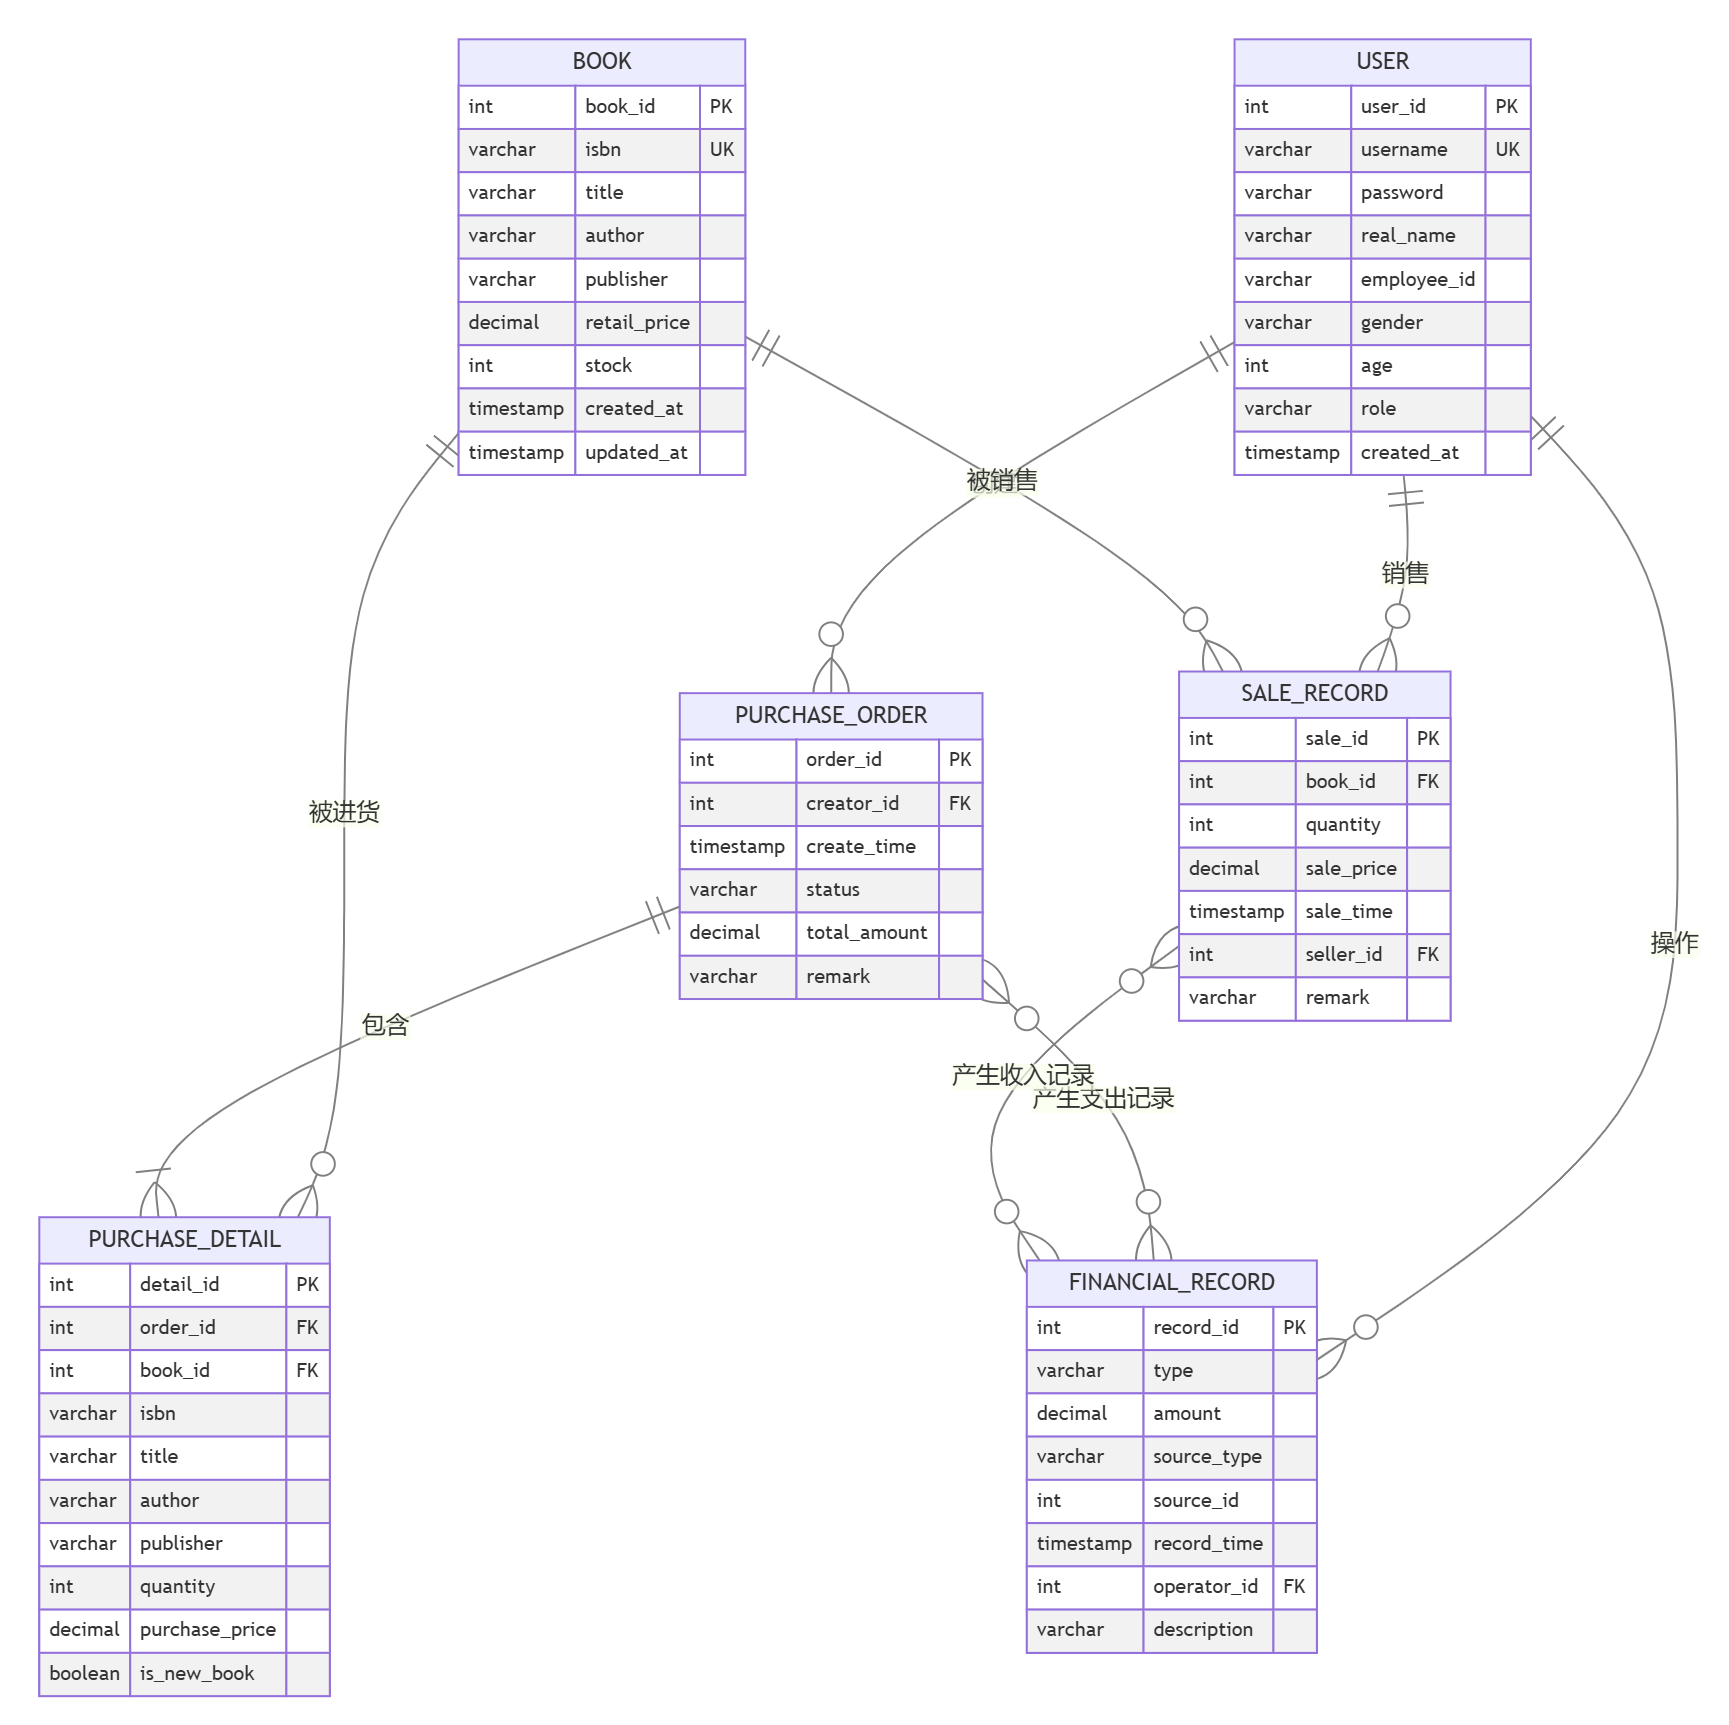 BOOK
int book_id PK
varchar isbn UK
varchar title
varchar author
varchar publisher
decimal retail_price
int stock
timestamp created_at
timestamp updated_at
USER
int user_id PK
varchar username UK
varchar password
varchar real_name
varchar employee_id
varchar gender
int age
varchar role
timestamp created_at
被销售
销售
PURCHASE_ORDER
int order_id PK
int creator_id FK
timestamp create_time
varchar status
decimal total_amount
varchar remark
SALE_RECORD
int sale_id PK
int book_id FK
int quantity
decimal sale_price
timestamp sale_time
int seller_id FK
varchar remark
被进货
操作
包含
产生收入记录
产生支出记录
PURCHASE_DETAIL
int detail_id PK
int order_id FK
int book_id FK
varchar isbn
varchar title
varchar author
varchar publisher
int quantity
decimal purchase_price
boolean is_new_book
FINANCIAL_RECORD
int record_id PK
varchar type
decimal amount
varchar source_type
int source_id
timestamp record_time
int operator_id FK
varchar description